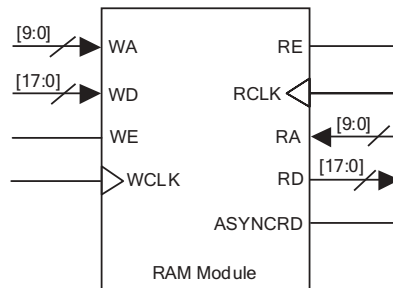 [9:0] WA RE
[17:0] WD RCLK
WE RA [9:0]
WCLK RD [17:0]
ASYNCRD
RAM Module